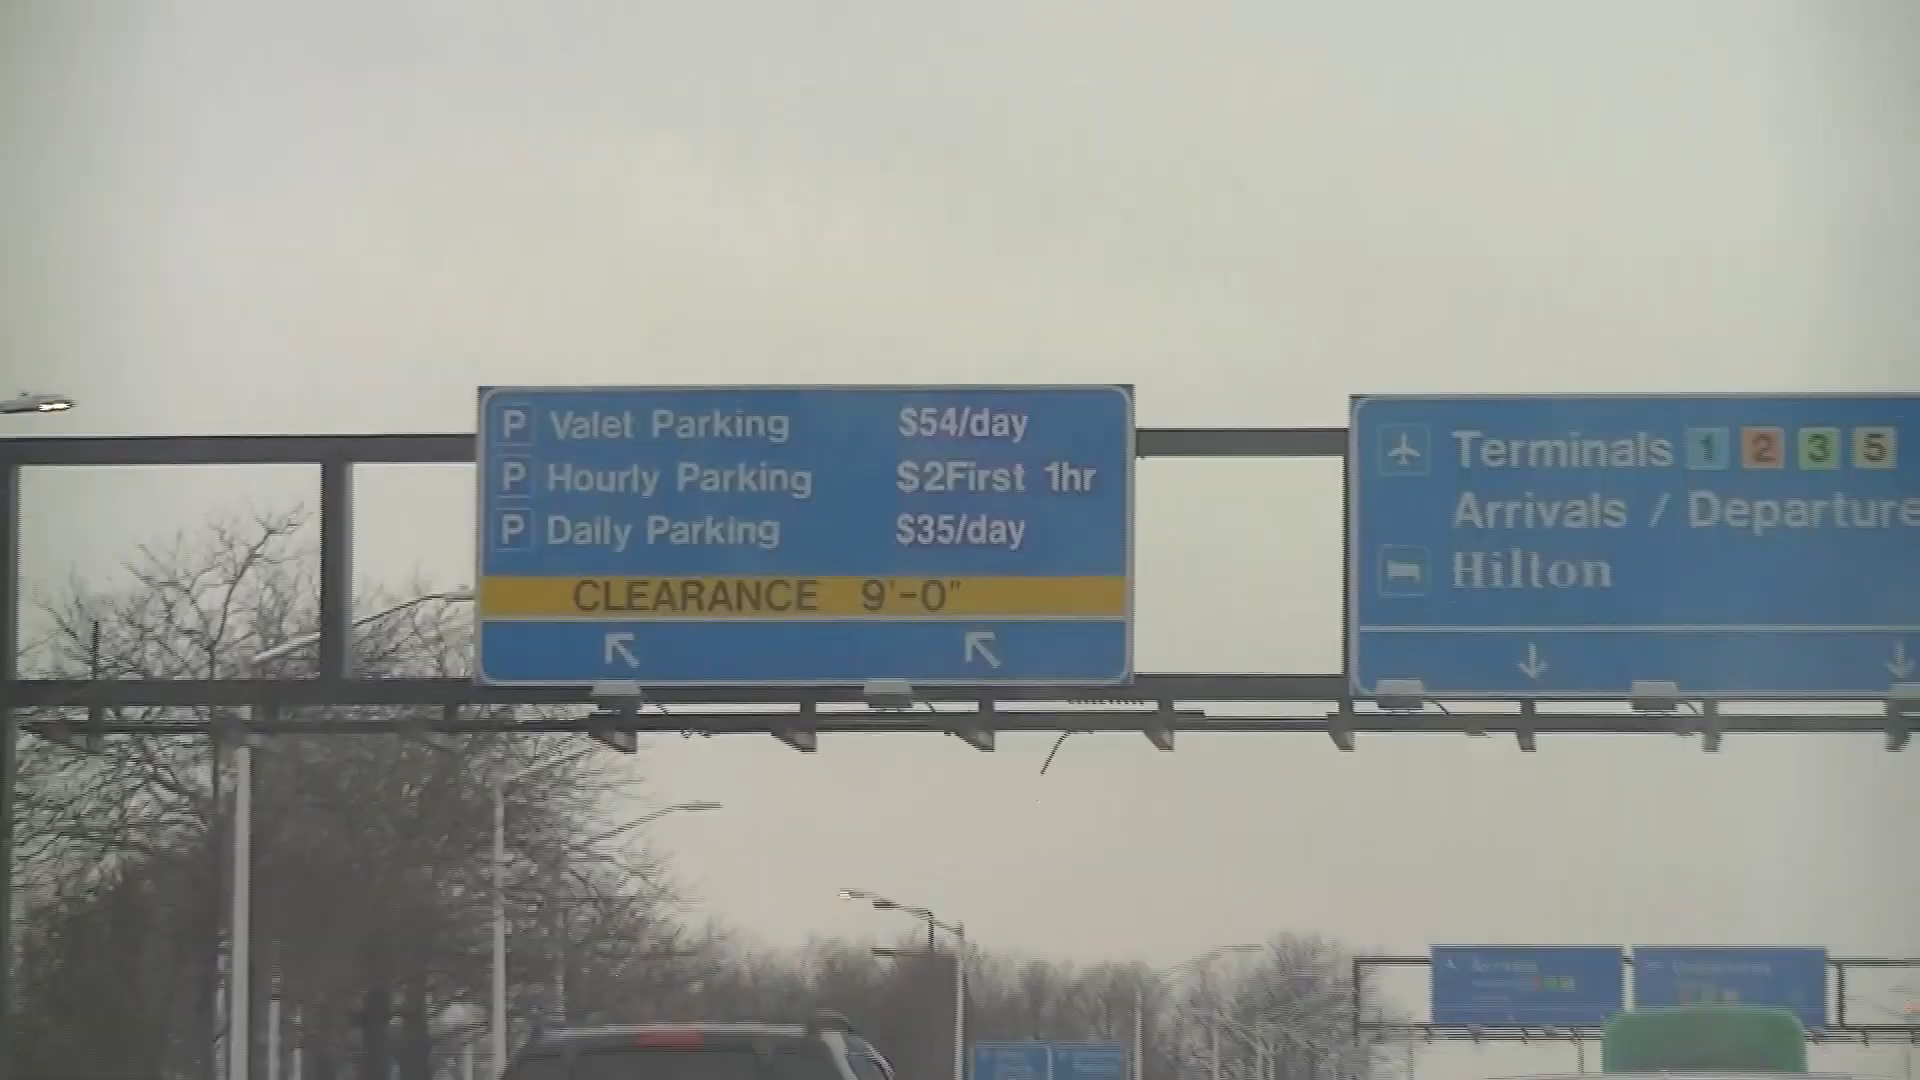 P Valet Parking $54/day
P Hourly Parking $2First 1hr
P Daily Parking $35/day
CLEARANCE 9'-0"
Terminals 1 2 3 5
Arrivals / Departure
Hilton